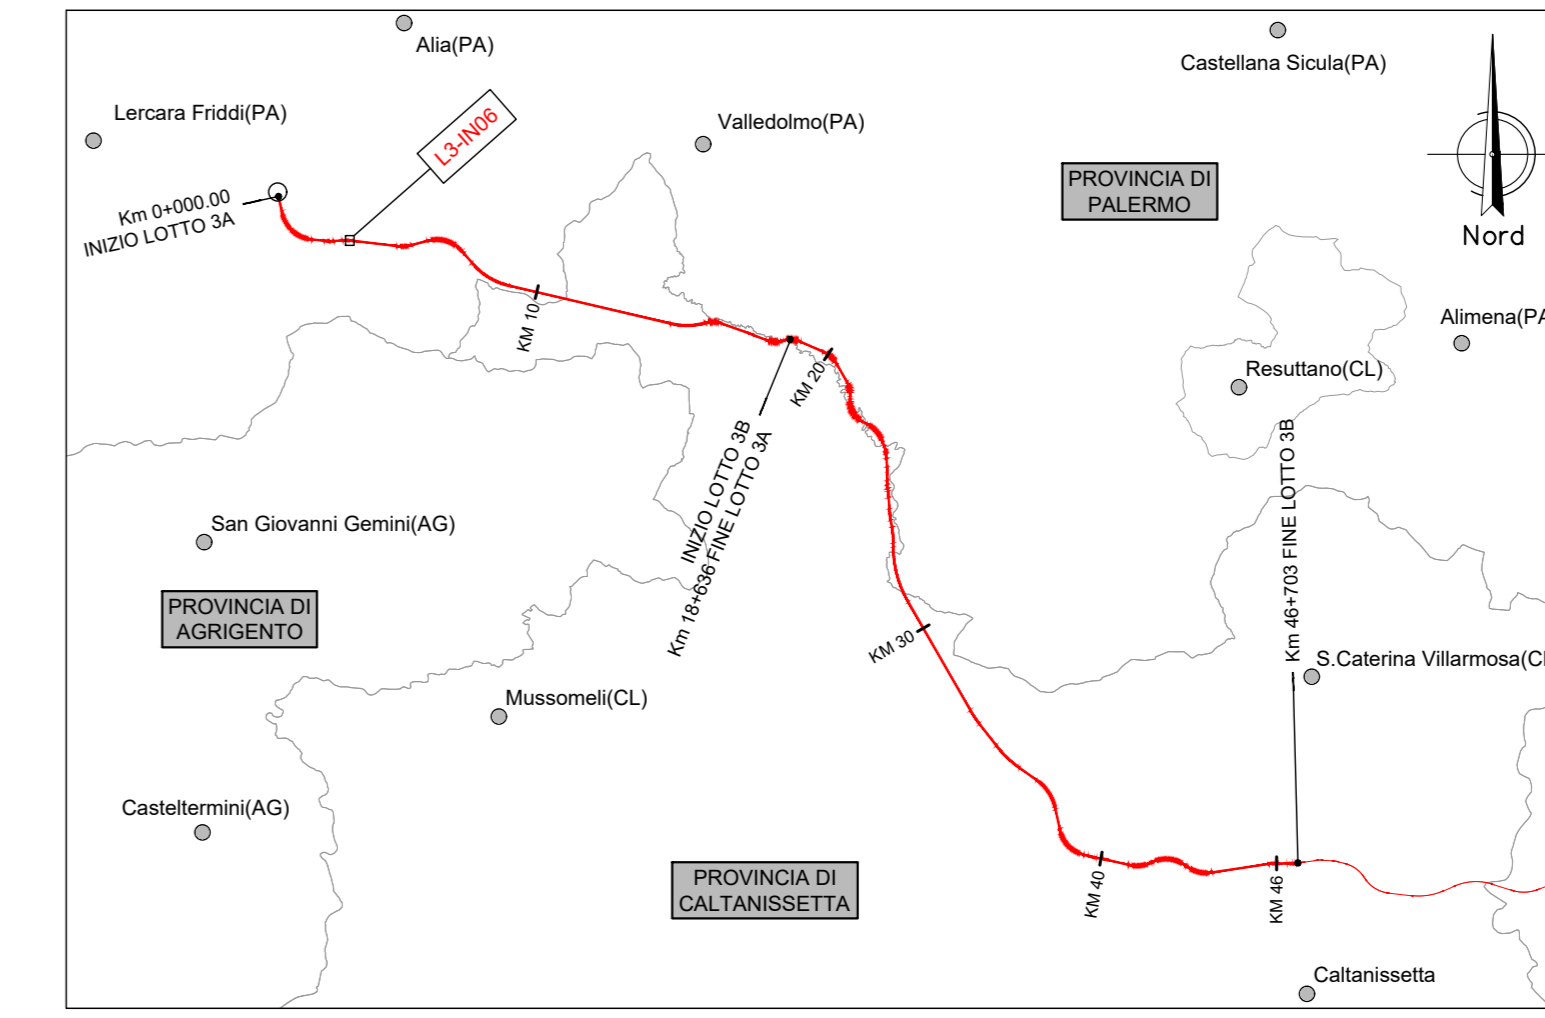 Alia(PA)
Castellana Sicula(PA)
Lercara Friddi(PA)
L3-IN06
Valledolmo(PA)
PROVINCIA DI
PALERMO
Km 0+000.00
INIZIO LOTTO 3A
Nord
KM 10
Alimena(PA
KM 20
Resuttano(CL)
INIZIO LOTTO 3B
Km 18+636 FINE LOTTO 3A
Km 46+703 FINE LOTTO 3B
San Giovanni Gemini(AG)
PROVINCIA DI
AGRIGENTO
KM 30
S.Caterina Villarmosa(C
Mussomeli(CL)
Casteltermini(AG)
PROVINCIA DI
CALTANISSETTA
KM 40
KM 46
Caltanissetta